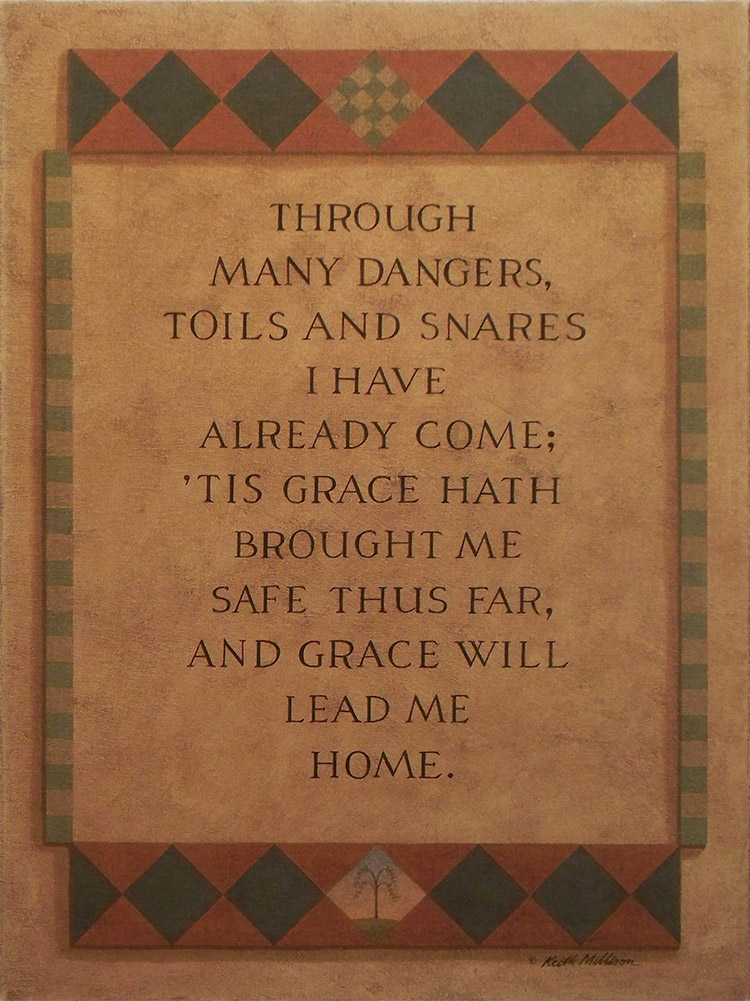 THROUGH
MANY DANGERS,
TOILS AND SNARES
I HAVE
ALREADY COME;
'TIS GRACE HATH
BROUGHT ME
SAFE THUS FAR,
AND GRACE WILL
LEAD ME
HOME.
© Keith Mallison